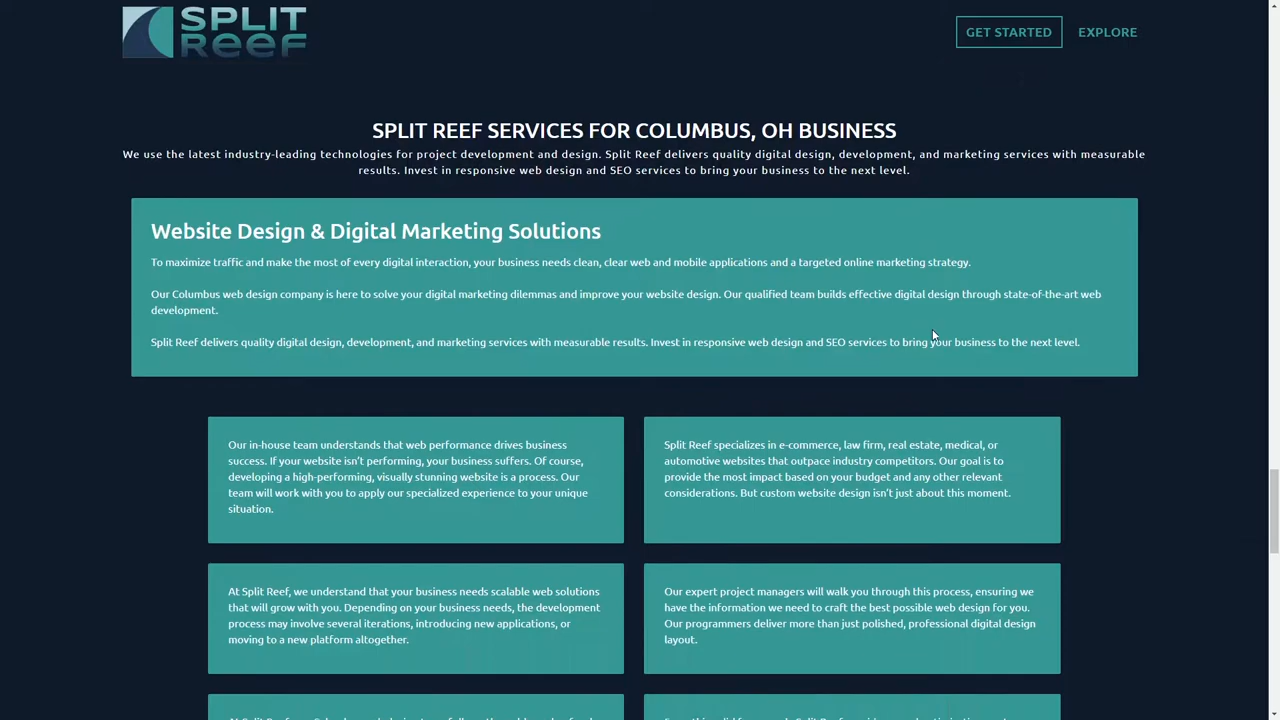 SPLIT
REEF
GET STARTED
EXPLORE
SPLIT REEF SERVICES FOR COLUMBUS, OH BUSINESS
We use the latest industry-leading technologies for project development and design. Split Reef delivers quality digital design, development, and marketing services with measurable
results. Invest in responsive web design and SEO services to bring your business to the next level.
Website Design & Digital Marketing Solutions
To maximize traffic and make the most of every digital interaction, your business needs clean, clear web and mobile applications and a targeted online marketing strategy.
Our Columbus web design company is here to solve your digital marketing dilemmas and improve your website design. Our qualified team builds effective digital design through state-of-the-art web
development.
Split Reef delivers quality digital design, development, and marketing services with measurable results. Invest in responsive web design and SEO services to bring your business to the next level.
Our in-house team understands that web performance drives business
success. If your website isn't performing, your business suffers. Of course,
developing a high-performing, visually stunning website is a process. Our
team will work with you to apply our specialized experience to your unique
situation.
Split Reef specializes in e-commerce, law firm, real estate, medical, or
automotive websites that outpace industry competitors. Our goal is to
provide the most impact based on your budget and any other relevant
considerations. But custom website design isn't just about this moment.
At Split Reef, we understand that your business needs scalable web solutions
that will grow with you. Depending on your business needs, the development
process may involve several iterations, introducing new applications, or
moving to a new platform altogether.
Our expert project managers will walk you through this process, ensuring we
have the information we need to craft the best possible web design for you.
Our programmers deliver more than just polished, professional digital design
layout.